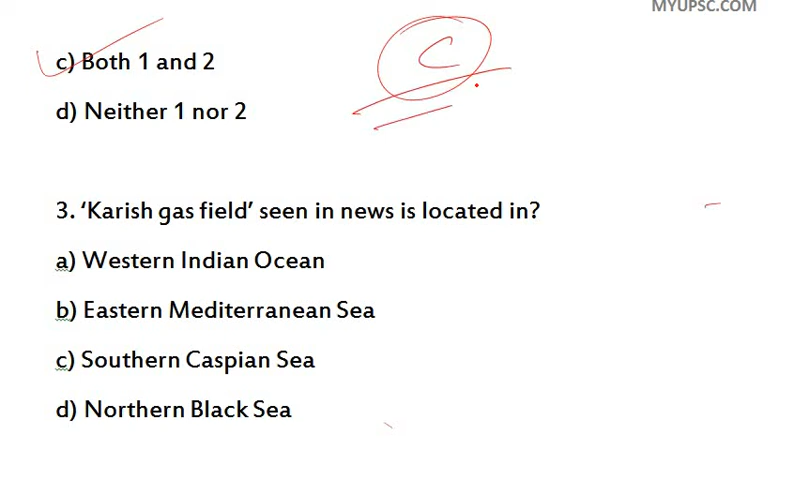 MYUPSC.COM
c) Both 1 and 2
C
d) Neither 1 nor 2
3. ‘Karish gas field’ seen in news is located in?
a) Western Indian Ocean
b) Eastern Mediterranean Sea
c) Southern Caspian Sea
d) Northern Black Sea